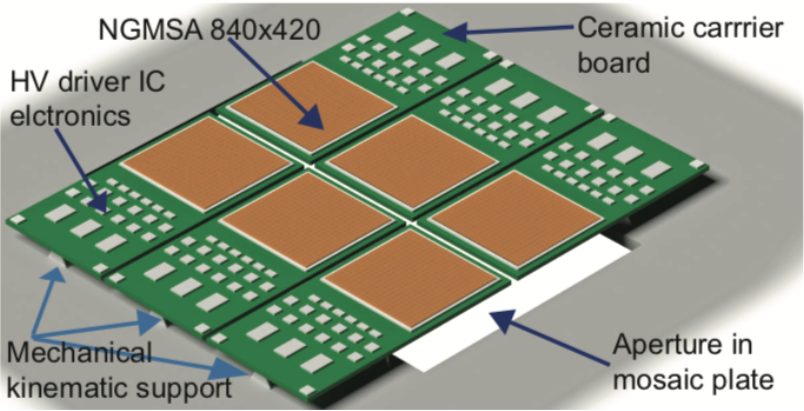 NGMSA 840x420
Ceramic carrrier
board
HV driver IC
elctronics
Mechanical
kinematic support
Aperture in
mosaic plate